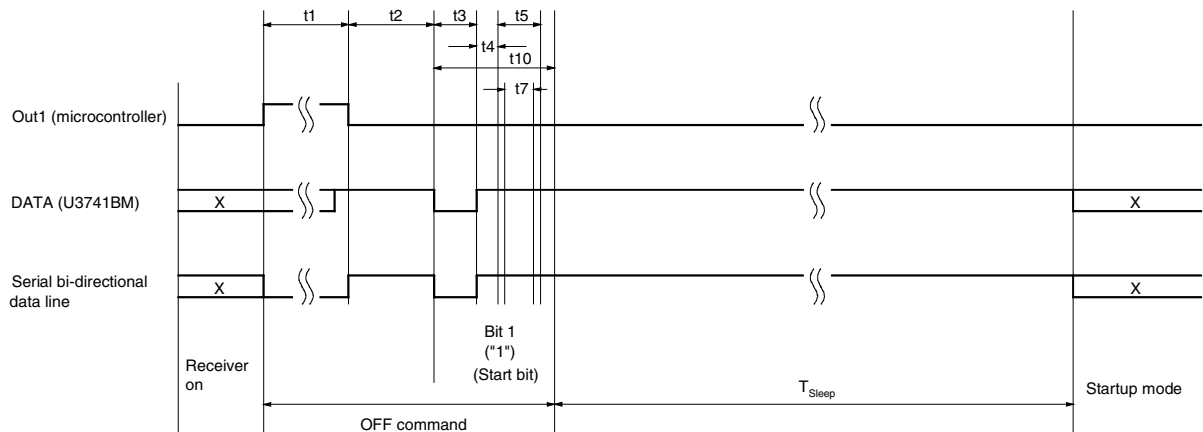 t1
t2
t3
t5
t4
t10
t7
Out1 (microcontroller)
DATA (U3741BM)
X
X
Serial bi-directional
data line
X
X
Bit 1
("1")
(Start bit)
Receiver
on
TSleep
Startup mode
OFF command